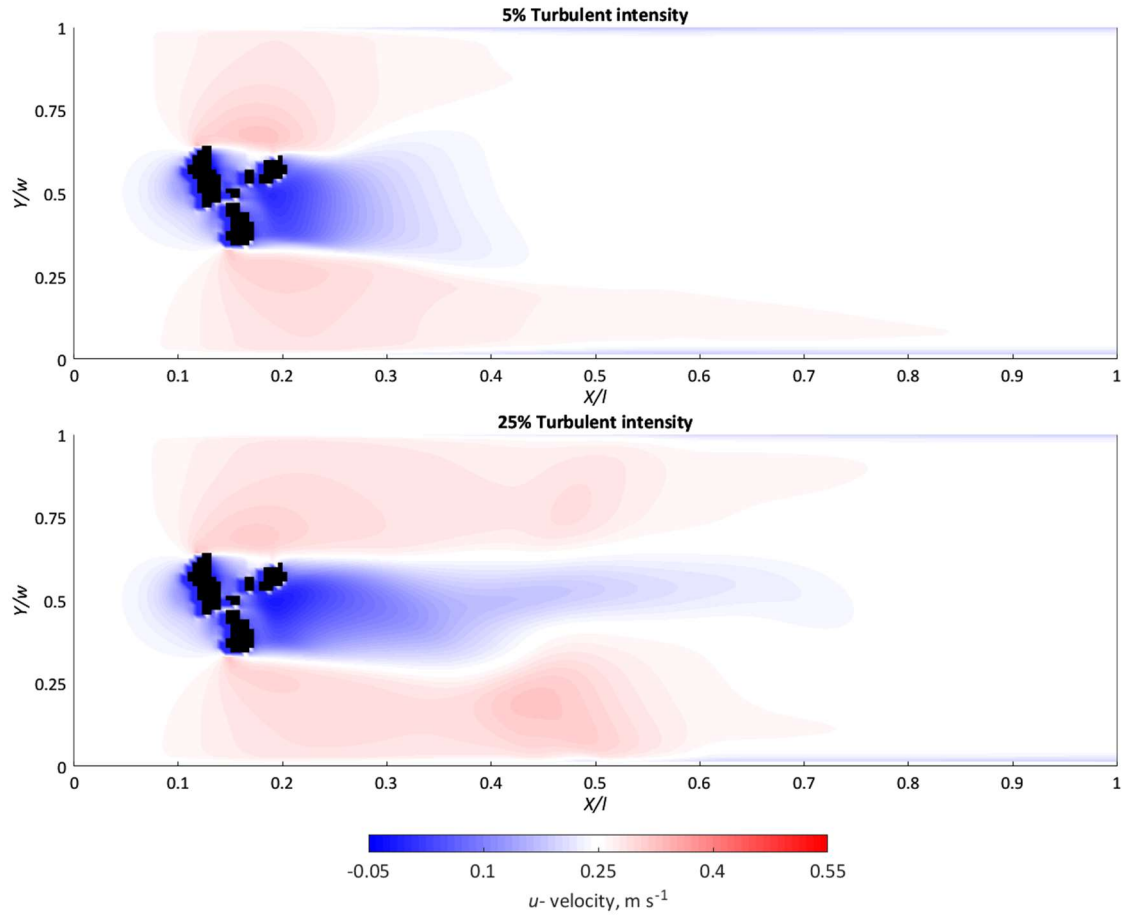 5% Turbulent intensity
1
0.75
Y/w
0.5
0.25
0
0 0.1 0.2 0.3 0.4 0.5 0.6 0.7 0.8 0.9 1
X/l
25% Turbulent intensity
1
0.75
Y/w
0.5
0.25
0
0 0.1 0.2 0.3 0.4 0.5 0.6 0.7 0.8 0.9 1
X/l
-0.05 0.1 0.25 0.4 0.55
u- velocity, m s⁻¹